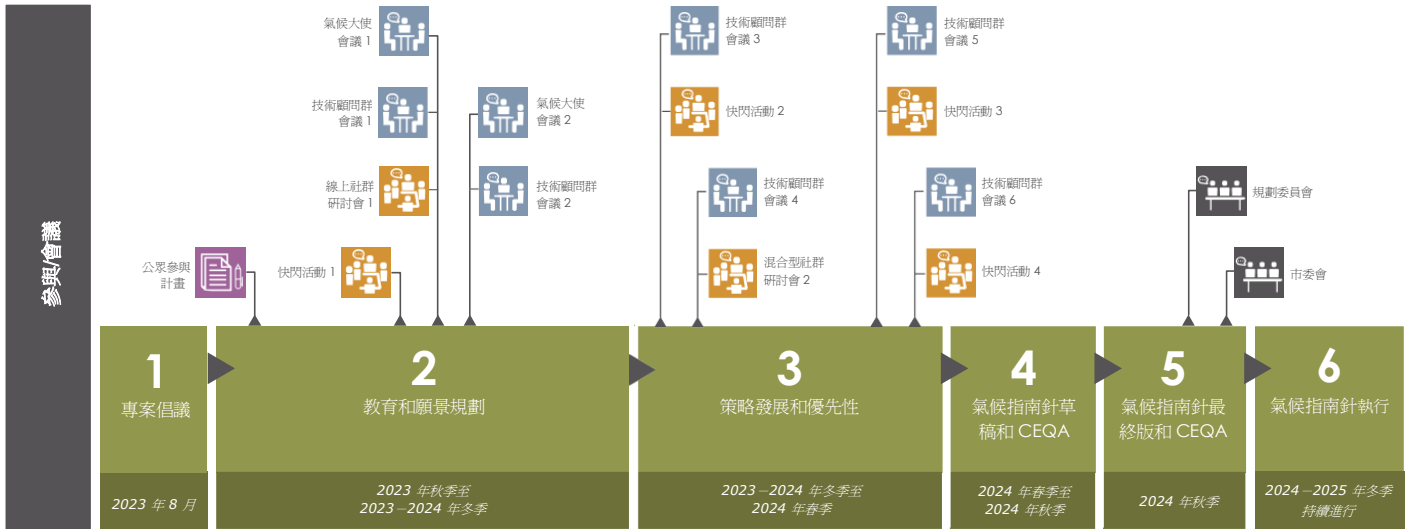 參與/會議
氣候大使
會議 1
技術顧問群
會議 1
線上社群
研討會 1
公眾參與
計畫
快閃活動 1
氣候大使
會議 2
技術顧問群
會議 2
技術顧問群
會議 3
快閃活動 2
技術顧問群
會議 4
混合型社群
研討會 2
技術顧問群
會議 5
快閃活動 3
技術顧問群
會議 6
快閃活動 4
規劃委員會
市委會
1
專案倡議
2023 年 8 月
2
教育和願景規劃
2023 年秋季至
2023–2024 年冬季
3
策略發展和優先性
2023–2024 年冬季至
2024 年春季
4
氣候指南針草
稿和 CEQA
2024 年春季至
2024 年秋季
5
氣候指南針最
終版和 CEQA
2024 年秋季
6
氣候指南針執行
2024–2025 年冬季
持續進行